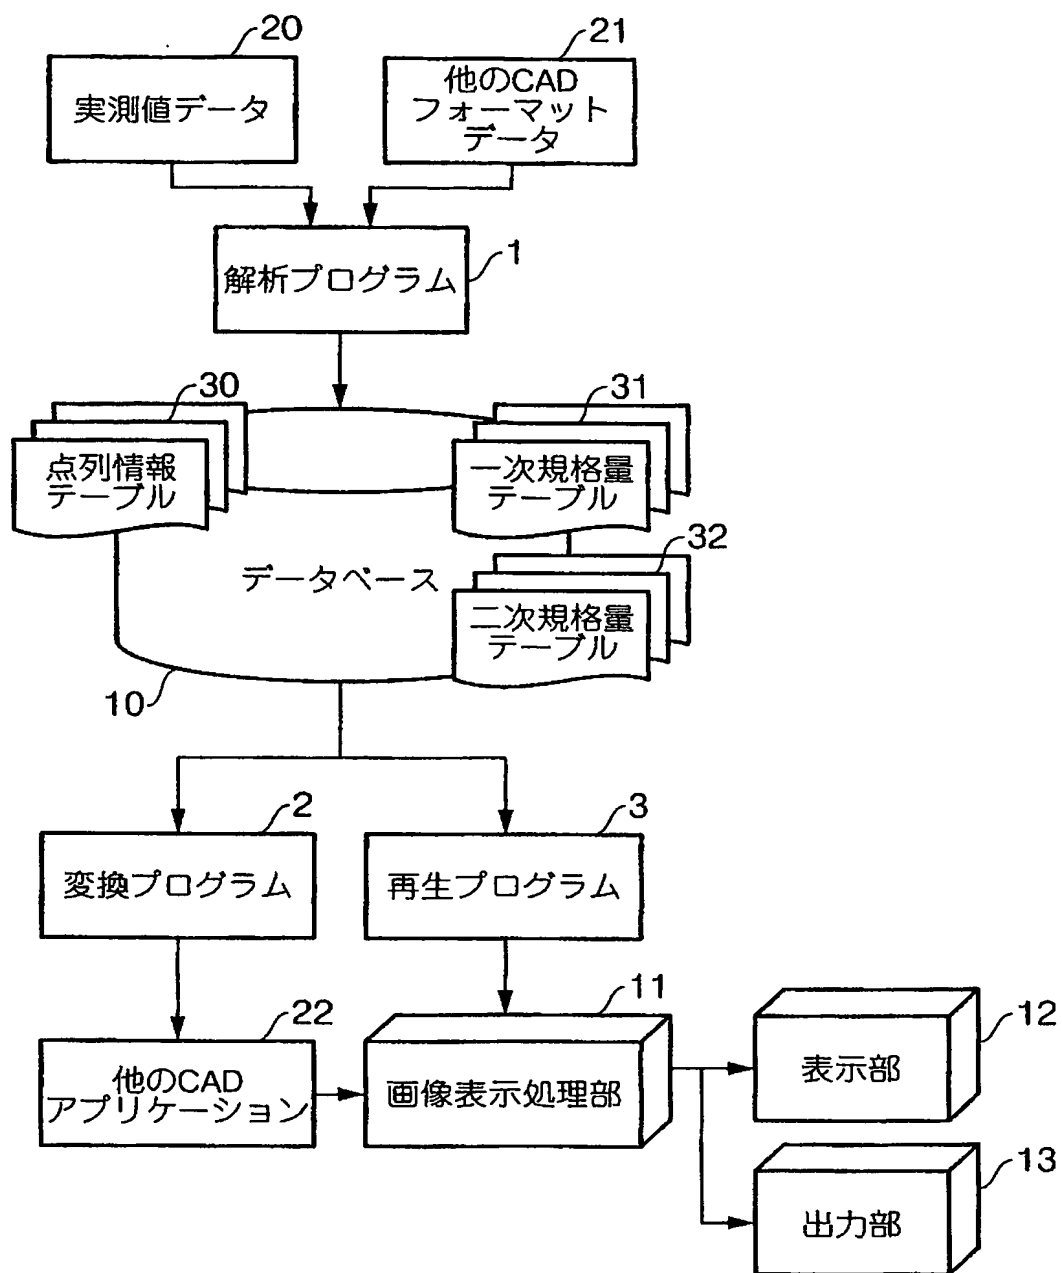 20
実測値データ
21
他のCAD
フォーマット
データ
1
解析プログラム
30
点列情報
テーブル
31
一次規格量
テーブル
データベース
32
二次規格量
テーブル
10
2
変換プログラム
3
再生プログラム
22
他のCAD
アプリケーション
11
画像表示処理部
12
表示部
13
出力部